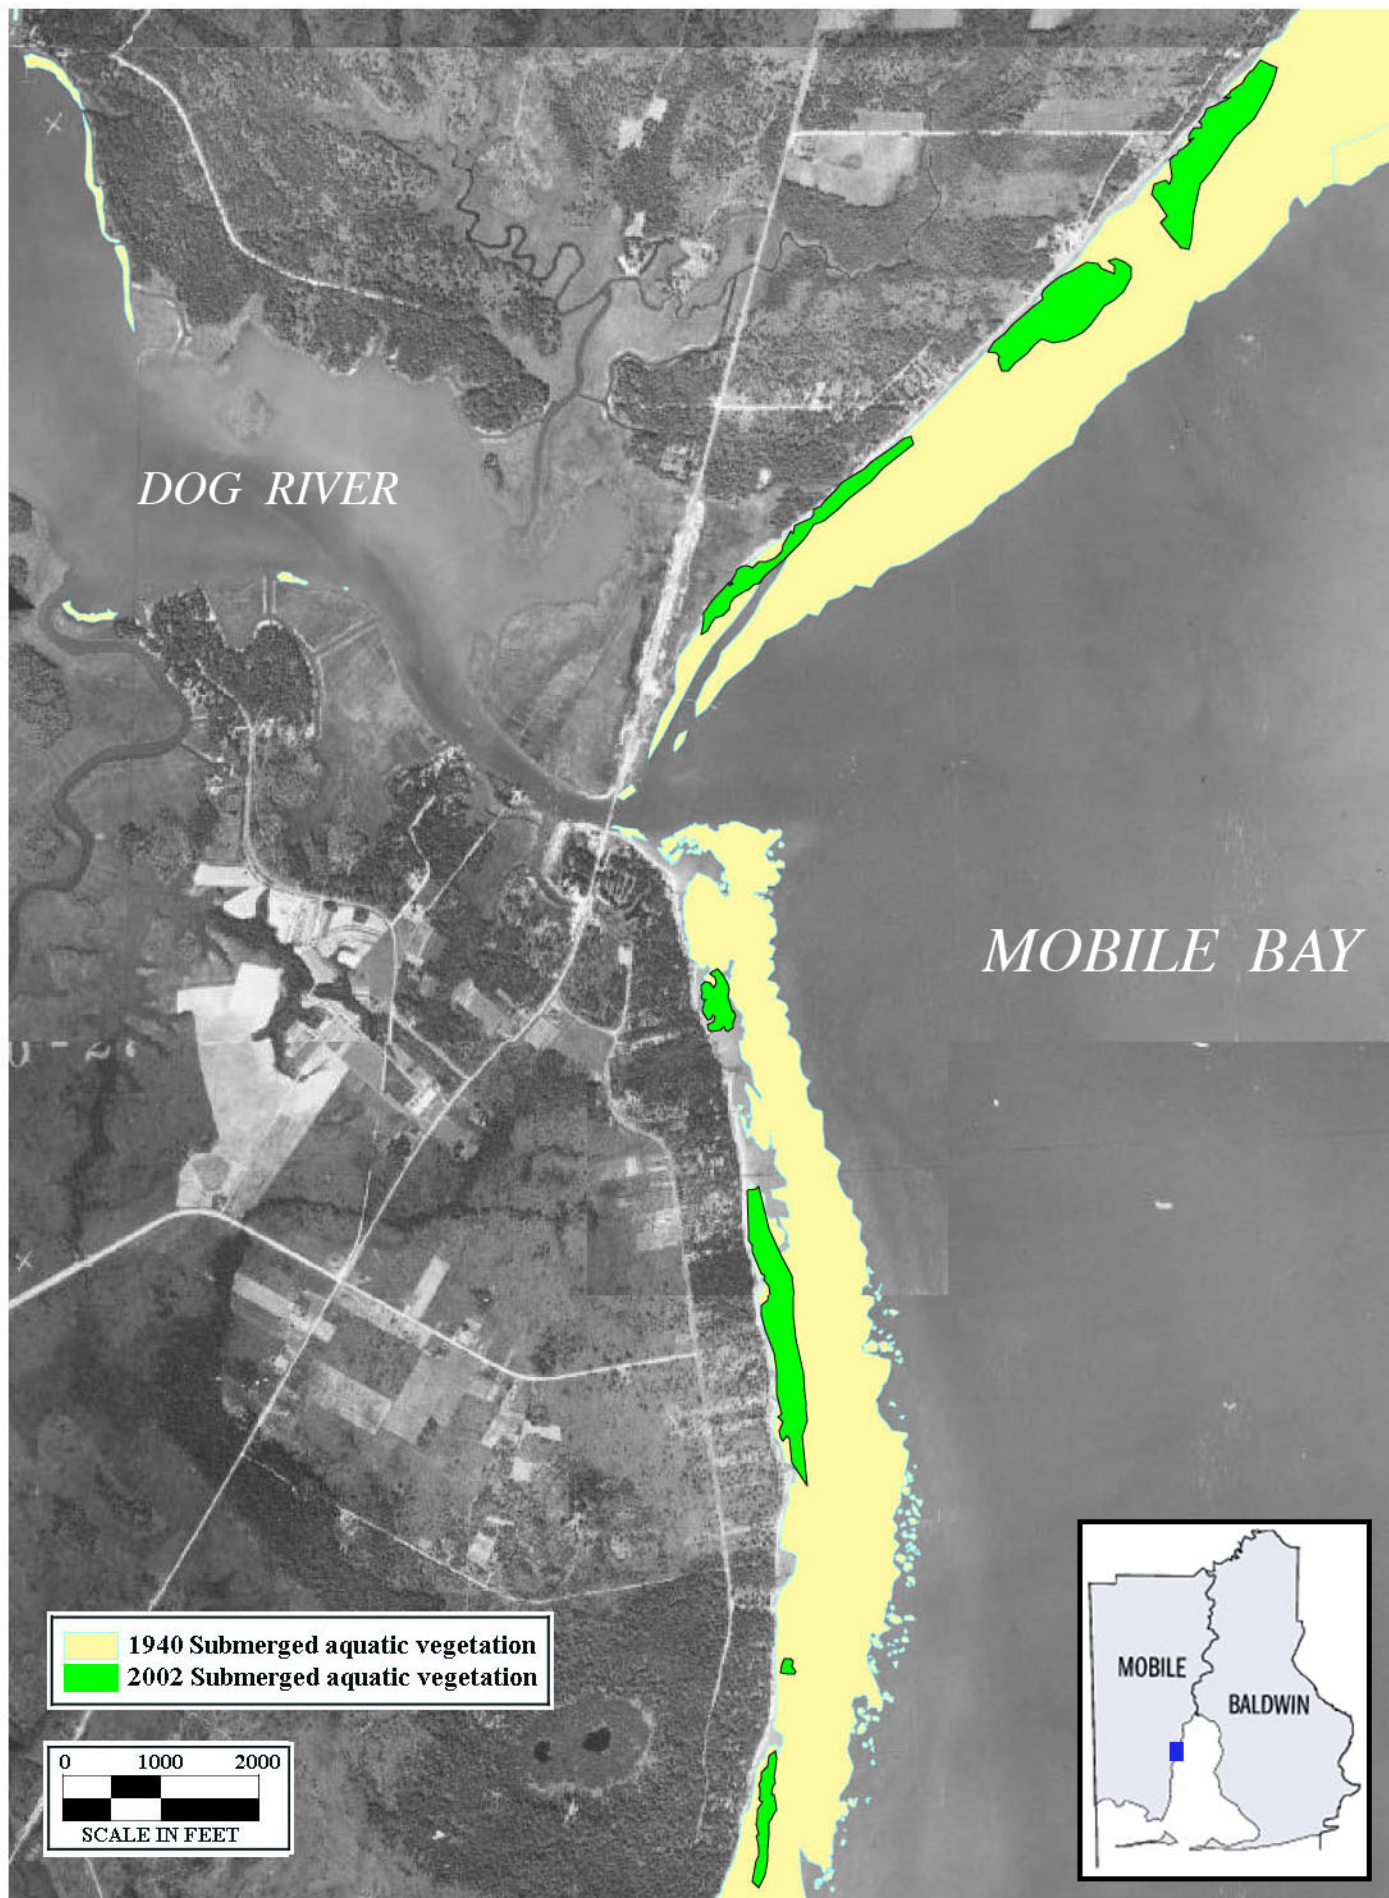 DOG RIVER
MOBILE BAY
1940 Submerged aquatic vegetation
2002 Submerged aquatic vegetation
0 1000 2000
SCALE IN FEET
MOBILE
BALDWIN